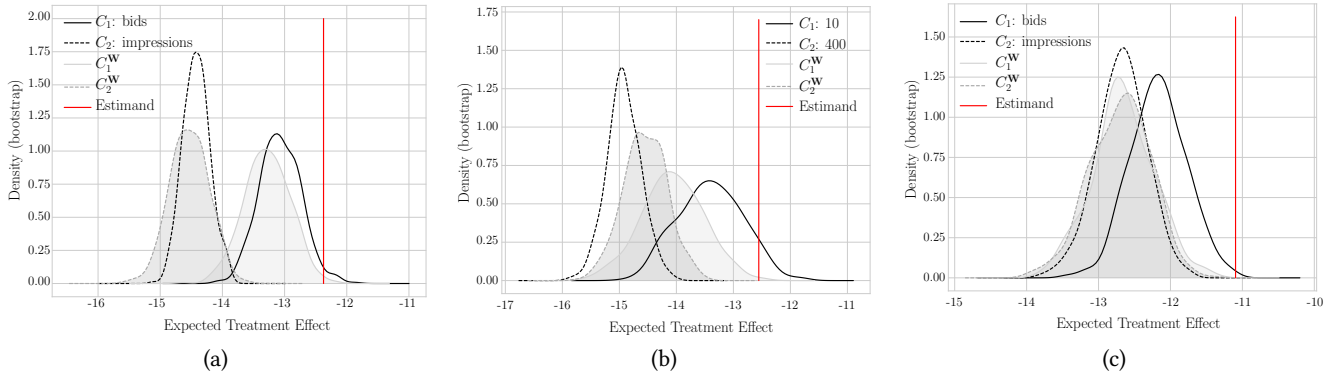 2.00
1.75
1.50
1.25
1.00
0.75
0.50
0.25
0.00
Density (bootstrap)
C₁: bids
C₂: impressions
C₁ᵂ
C₂ᵂ
Estimand
-16 -15 -14 -13 -12 -11
Expected Treatment Effect
(a)
1.75
1.50
1.25
1.00
0.75
0.50
0.25
0.00
Density (bootstrap)
C₁: 10
C₂: 400
C₁ᵂ
C₂ᵂ
Estimand
-17 -16 -15 -14 -13 -12 -11
Expected Treatment Effect
(b)
1.50
1.25
1.00
0.75
0.50
0.25
0.00
Density (bootstrap)
C₁: bids
C₂: impressions
C₁ᵂ
C₂ᵂ
Estimand
-15 -14 -13 -12 -11 -10
Expected Treatment Effect
(c)